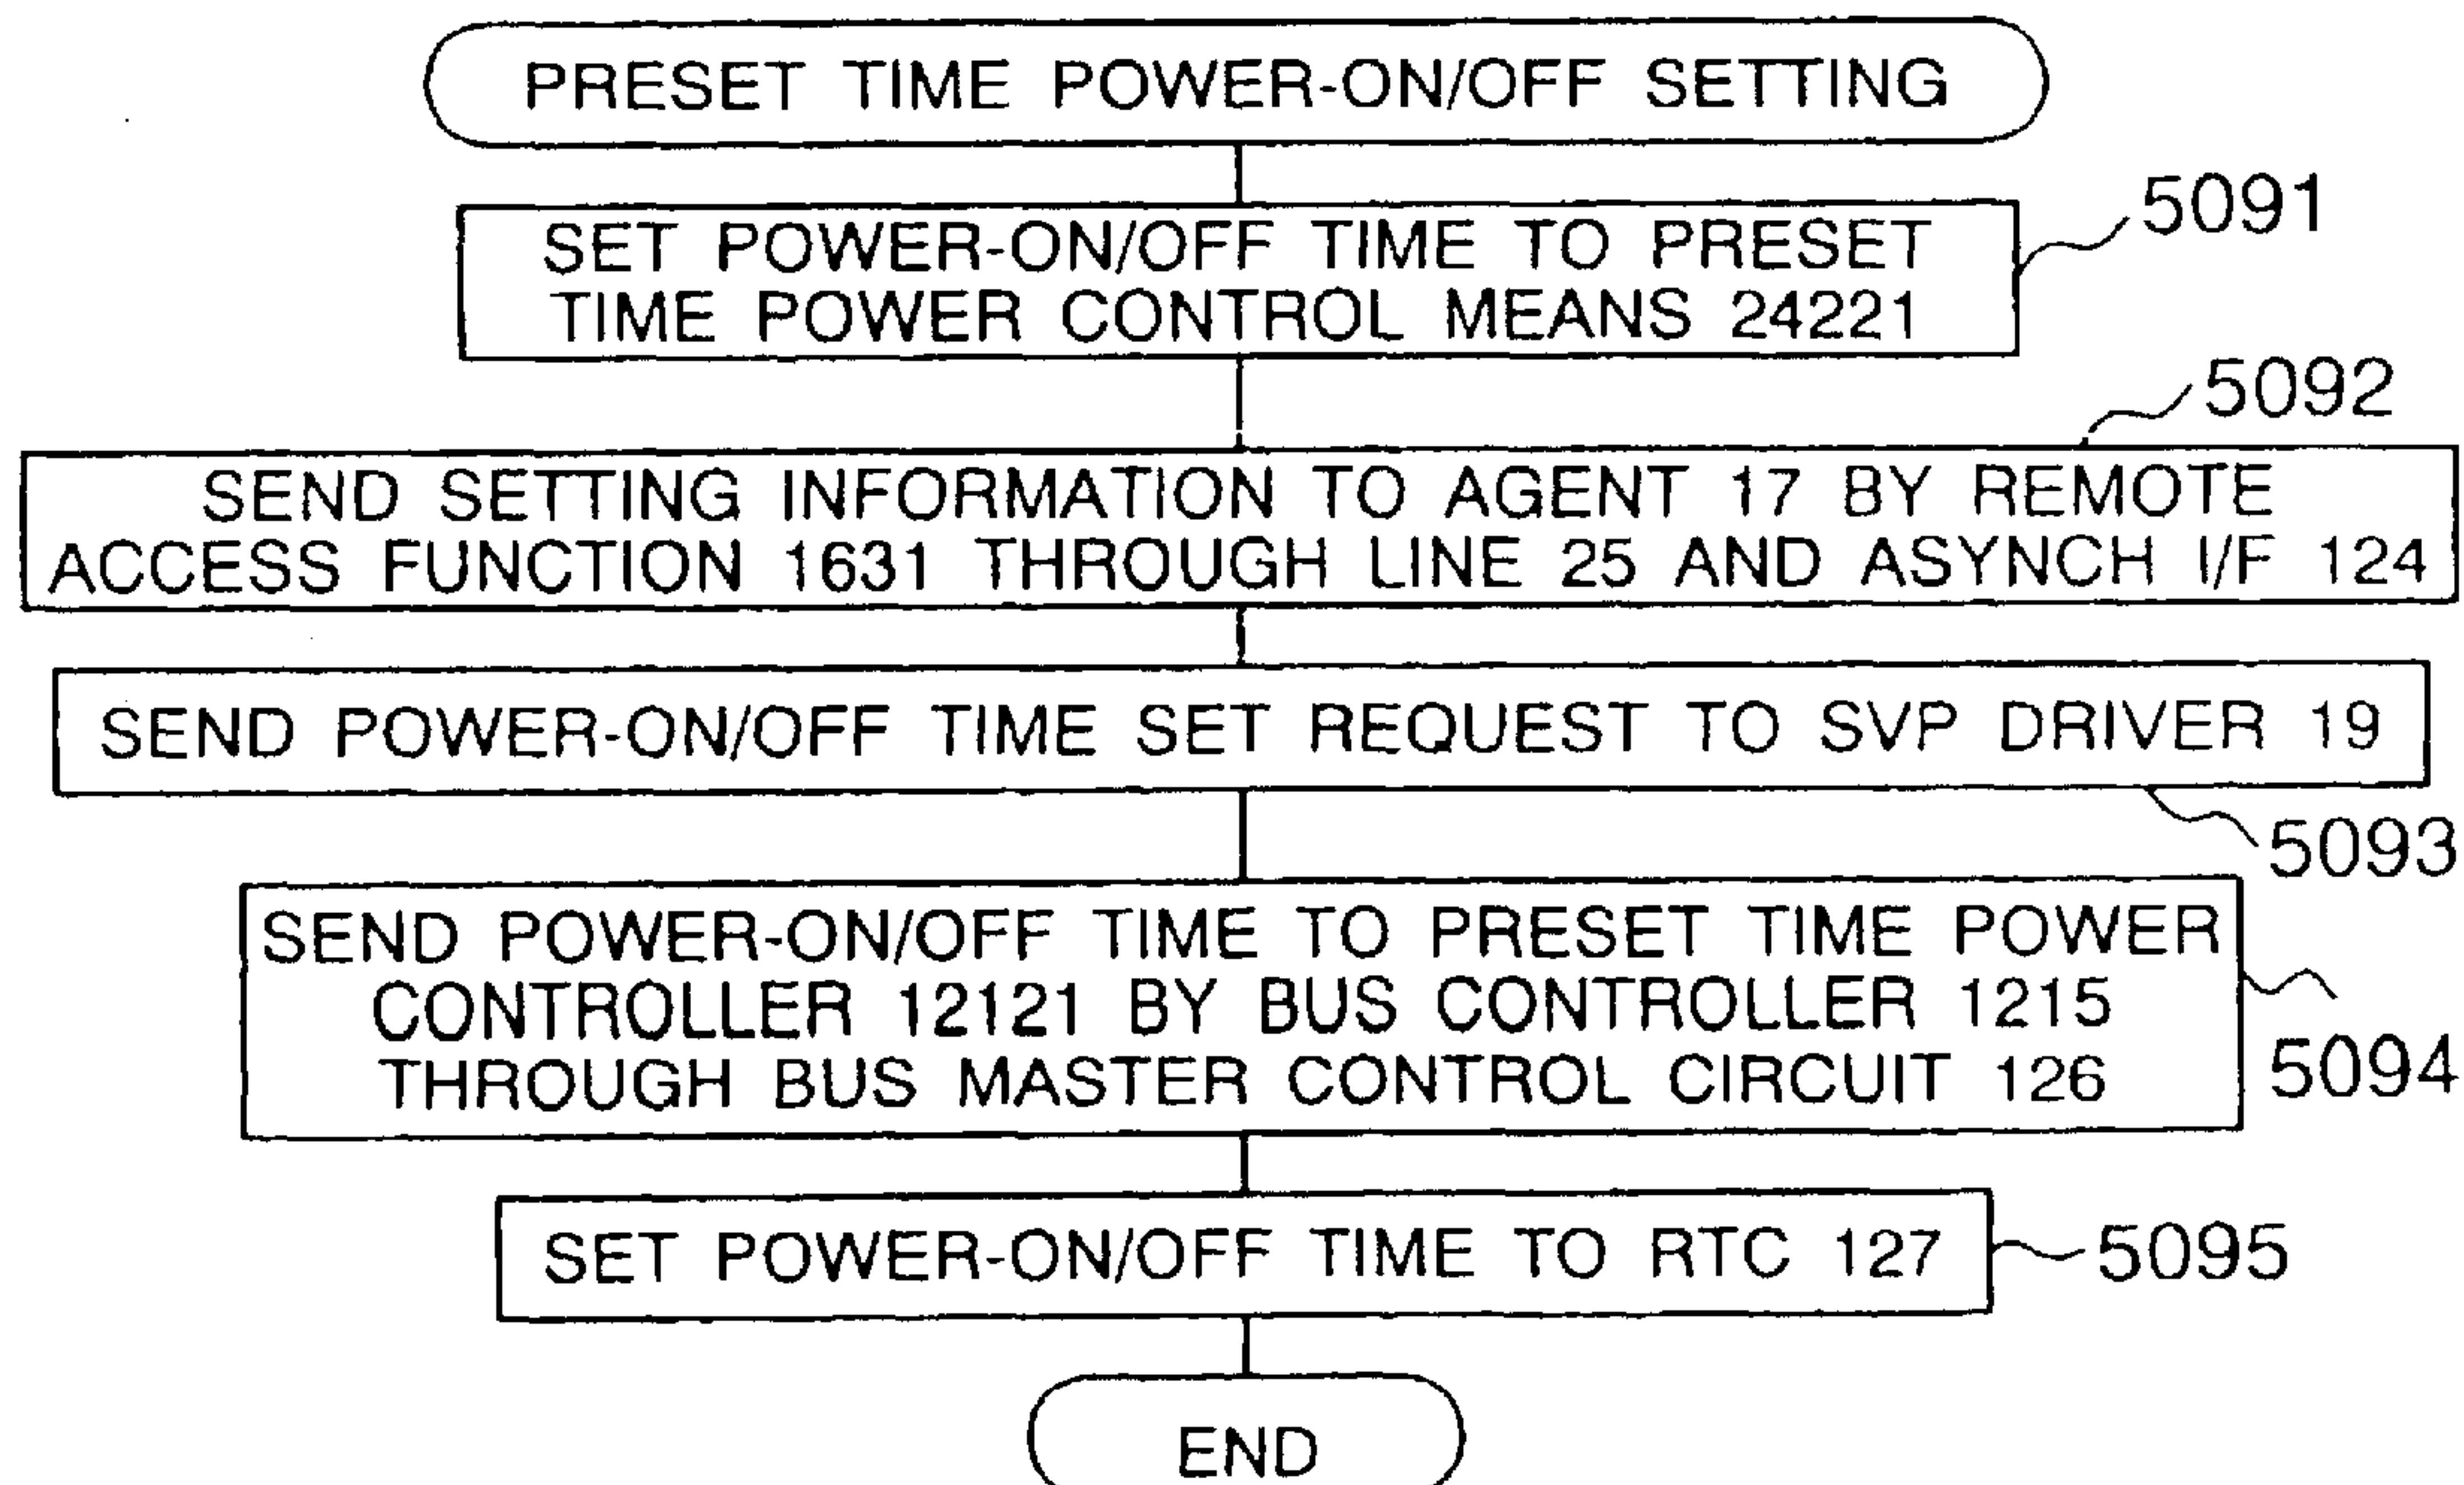 PRESET TIME POWER-ON/OFF SETTING
5091
SET POWER-ON/OFF TIME TO PRESET
TIME POWER CONTROL MEANS 24221
5092
SEND SETTING INFORMATION TO AGENT 17 BY REMOTE
ACCESS FUNCTION 1631 THROUGH LINE 25 AND ASYNCH I/F 124
SEND POWER-ON/OFF TIME SET REQUEST TO SVP DRIVER 19
5093
SEND POWER-ON/OFF TIME TO PRESET TIME POWER
CONTROLLER 12121 BY BUS CONTROLLER 1215
THROUGH BUS MASTER CONTROL CIRCUIT 126
5094
SET POWER-ON/OFF TIME TO RTC 127
5095
END